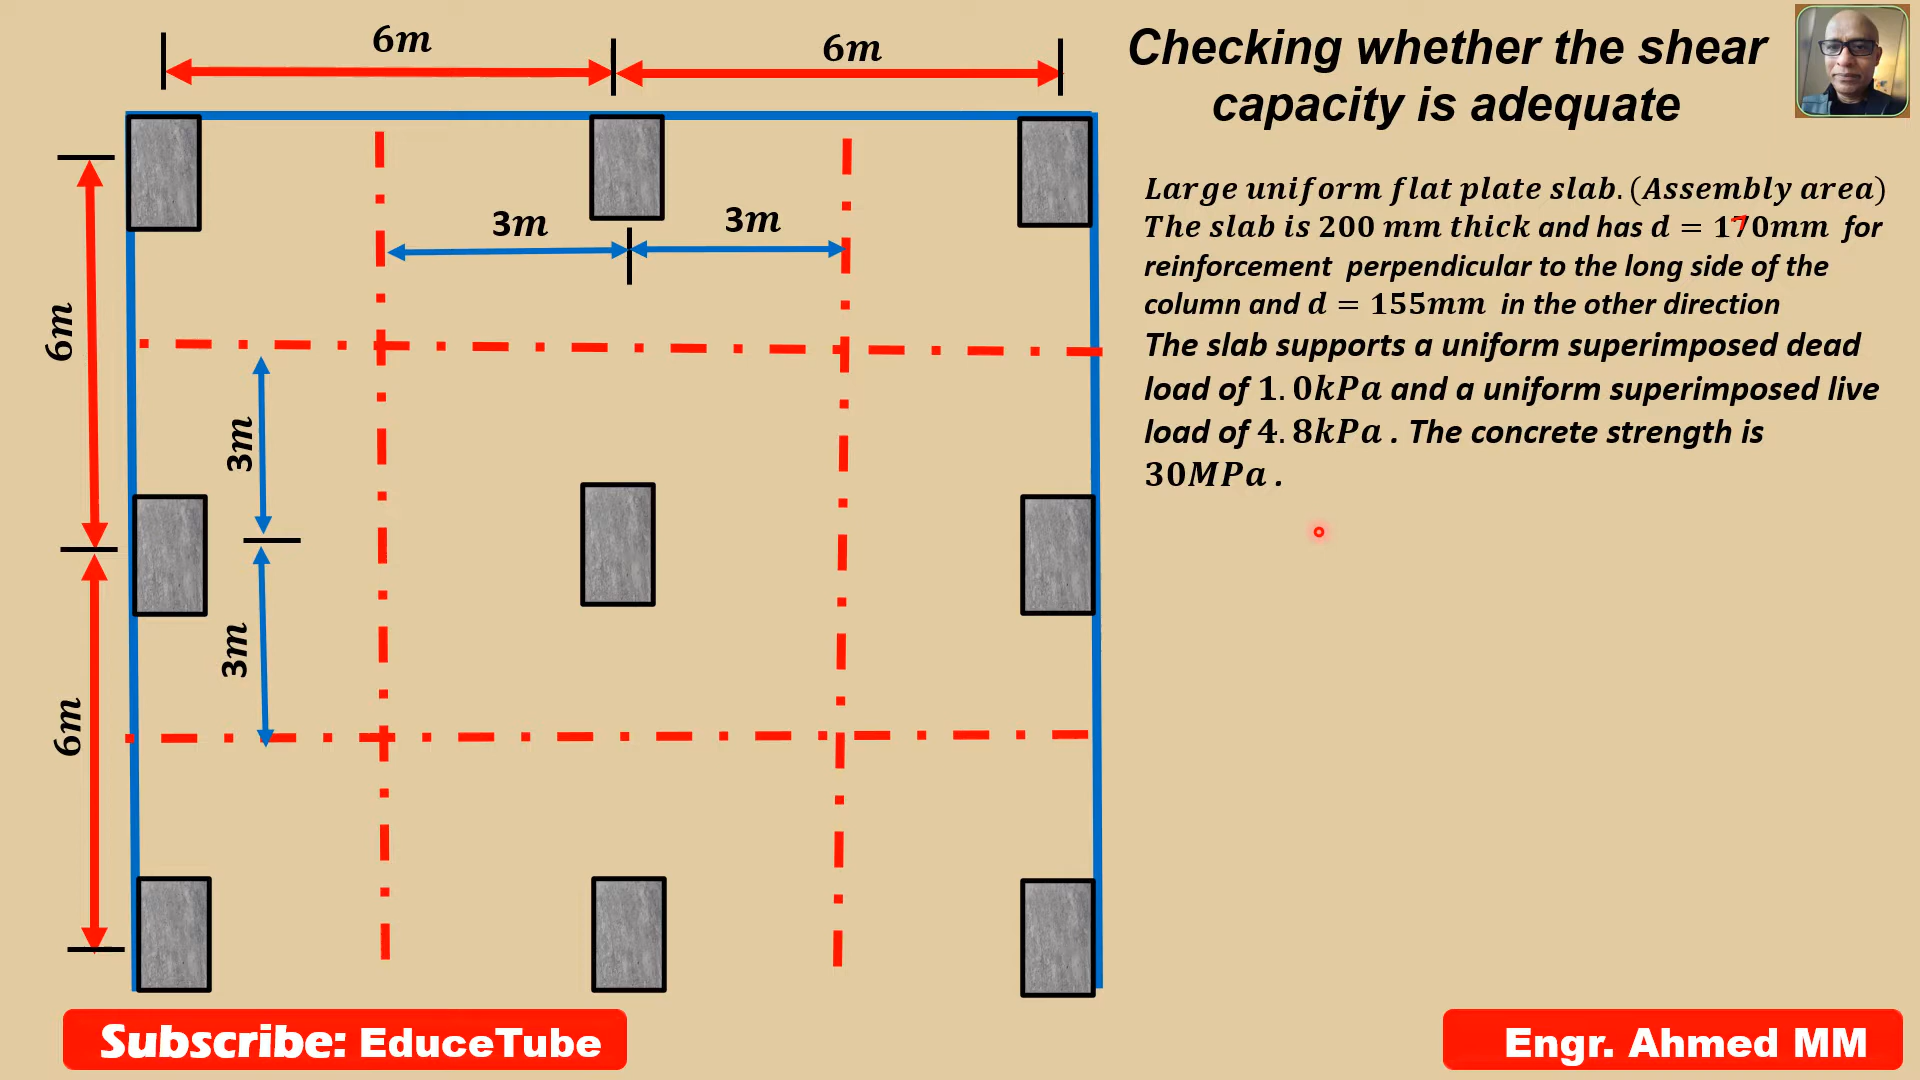 6m
6m
Checking whether the shear
capacity is adequate
Large uniform flat plate slab. (Assembly area)
The slab is 200 mm thick and has d = 170mm for
reinforcement perpendicular to the long side of the
column and d = 155mm in the other direction
The slab supports a uniform superimposed dead
load of 1.0kPa and a uniform superimposed live
load of 4.8kPa. The concrete strength is
30MPa.
3m
3m
6m
3m
3m
6m
Subscribe: EduceTube
Engr. Ahmed MM